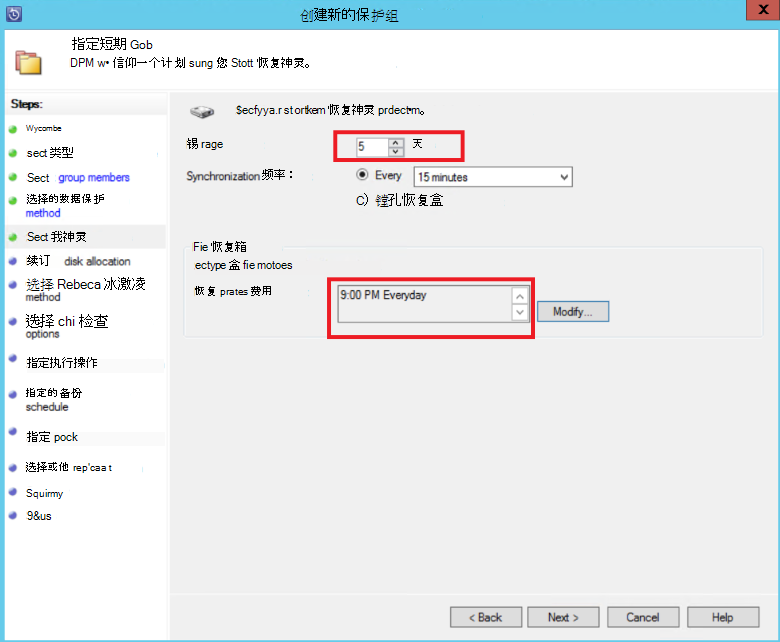 创建新的保护组
X
指定短期 Gob
DPM w• 信仰一个计划 sung 您 Stott 恢复神灵。
Steps:
Wycombe
sect 类型
Sect group members
选择的数据保护
method
Sect 我神灵
续订 disk allocation
选择 Rebeca 冰激凌
method
选择 chi 检查
options
指定执行操作
指定的备份
schedule
指定 pock
选择或他 rep'caa t
Squirmy
9&us
$ecfyya.r st ortkem 恢复神灵 prdectm。
锡 rage
5
天
Synchronization 频率：
Every
15 minutes
C) 镗孔恢复盒
Fie 恢复箱
ectype 盒 fie motoes
恢复 prates 费用
9:00 PM Everyday
Modify...
< Back
Next >
Cancel
Help